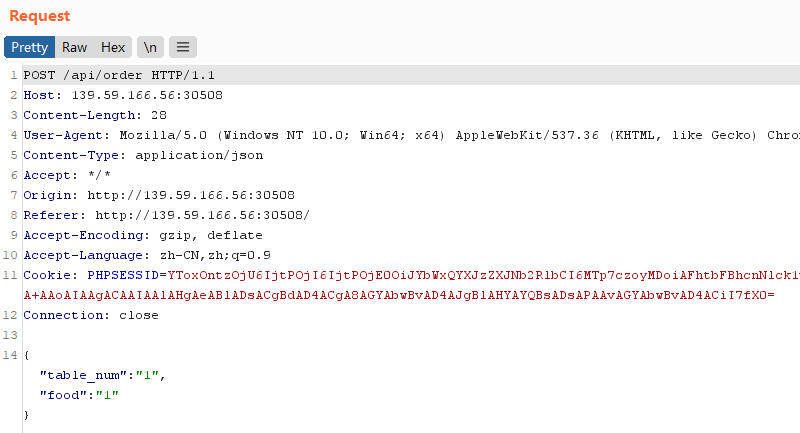 Request
Pretty Raw Hex \n
1 POST /api/order HTTP/1.1
2 Host: 139.59.166.56:30508
3 Content-Length: 28
4 User-Agent: Mozilla/5.0 (Windows NT 10.0; Win64; x64) AppleWebKit/537.36 (KHTML, like Gecko) Chro
5 Content-Type: application/json
6 Accept: */*
7 Origin: http://139.59.166.56:30508
8 Referer: http://139.59.166.56:30508/
9 Accept-Encoding: gzip, deflate
10 Accept-Language: zh-CN,zh;q=0.9
11 Cookie: PHPSESSID=
12 Connection: close
13
14 {
"table_num":"1",
"food":"1"
}